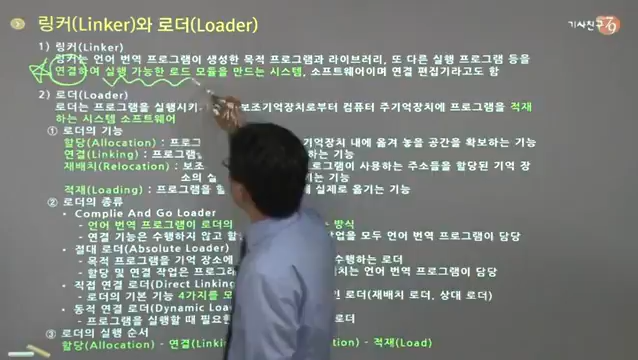 링커(Linker)와 로더(Loader)
기사친구
1) 링커(Linker)
링커는 언어 번역 프로그램이 생성한 목적 프로그램과 라이브러리, 또 다른 실행 프로그램 등을
연결하여 실행 가능한 로드 모듈을 만드는 시스템, 소프트웨어이며 연결 편집기라고도 함
2) 로더(Loader)
로더는 프로그램을 실행시키 보조기억장치로부터 컴퓨터 주기억장치에 프로그램을 적재
하는 시스템 소프트웨어
① 로더의 기능
할당(Allocation) : 프로그 기억장치 내에 옮겨 놓을 공간을 확보하는 기능
연결(Linking) : 프로그램 하는 기능
재배치(Relocation) : 보조 로그램이 사용하는 주소들을 할당된 기억 장
소의 실 기능
적재(Loading) : 프로그램을 할 에 실제로 옮기는 기능
② 로더의 종류
• Complie And Go Loader
- 언어 번역 프로그램이 로더의 방식
- 연결 기능은 수행하지 않고 할 작업을 모두 언어 번역 프로그램이 담당
• 절대 로더(Absolute Loader)
- 목적 프로그램을 기억 장소에 수행하는 로더
- 할당 및 연결 작업은 프로그래 치는 언어 번역 프로그램이 담당
• 직접 연결 로더(Direct Linking
- 로더의 기본 기능 4가지를 모 인 로더(재배치 로더, 상대 로더)
• 동적 연결 로더(Dynamic Loa
- 프로그램을 실행할 때 필요한 로더
③ 로더의 실행 순서
할당(Allocation) - 연결(Linking - 적재(Load)